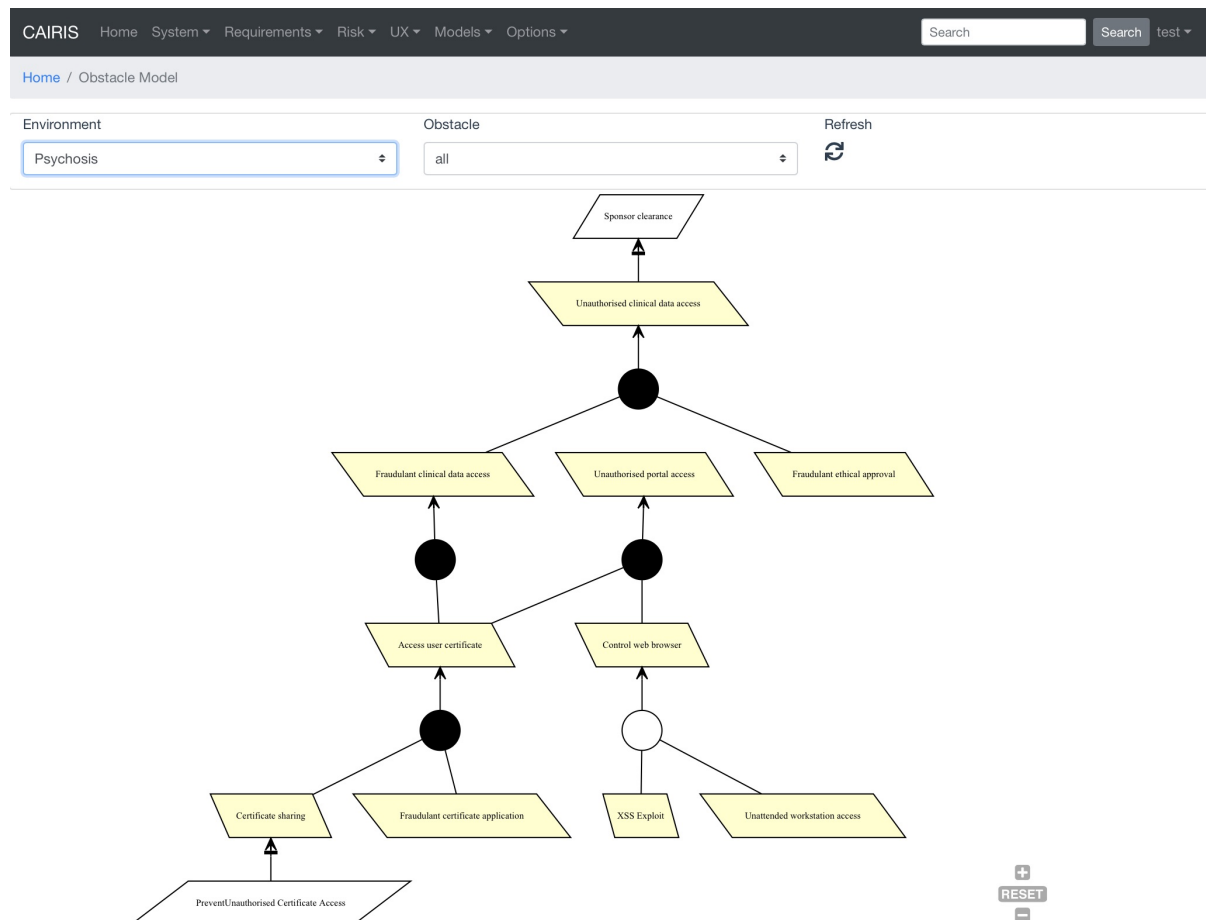 CAIRIS Home System Requirements Risk UX Models Options Search Search test
Home / Obstacle Model
Environment Obstacle Refresh
Psychosis all
Sponsor clearance
Unauthorised clinical data access
Fraudulant clinical data access Unauthorised portal access Fraudulant ethical approval
Access user certificate Control web browser
Certificate sharing Fraudulant certificate application XSS Exploit Unattended workstation access
RESET
PreventUnauthorised Certificate Access